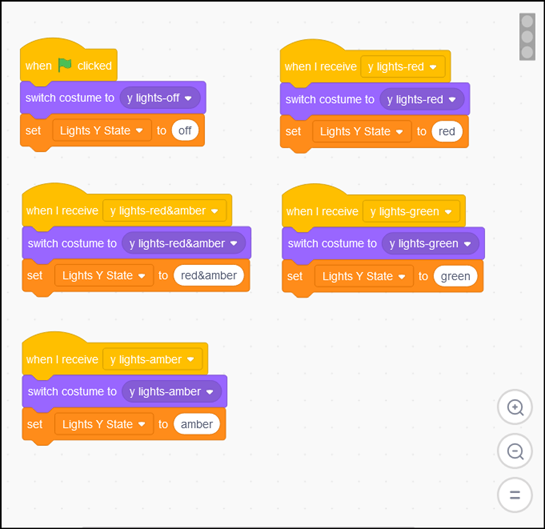 when clicked
switch costume to y lights-off
set Lights Y State to off
when I receive y lights-red
switch costume to y lights-red
set Lights Y State to red
when I receive y lights-red&amber
switch costume to y lights-red&amber
set Lights Y State to red&amber
when I receive y lights-green
switch costume to y lights-green
set Lights Y State to green
when I receive y lights-amber
switch costume to y lights-amber
set Lights Y State to amber